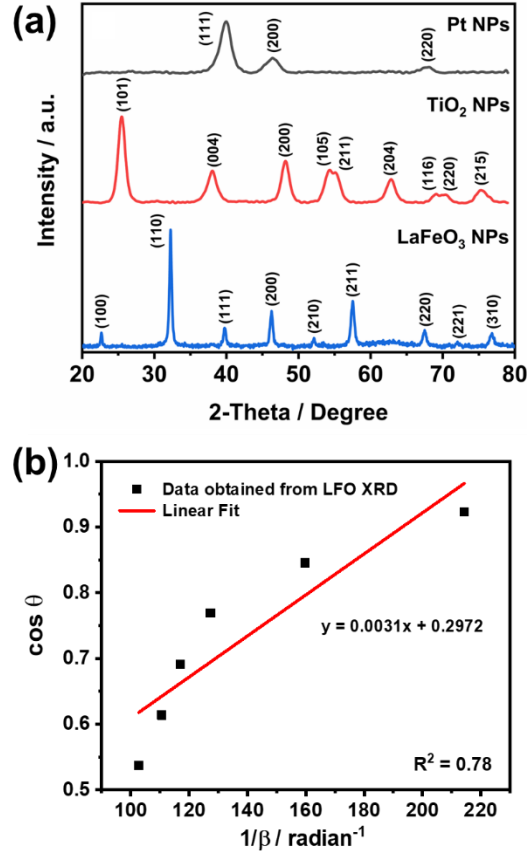 (a)
Pt NPs
(111)
(200)
(220)
TiO₂ NPs
(101)
(004)
(200)
(105)
(211)
(204)
(116)
(220)
(215)
LaFeO₃ NPs
(100)
(110)
(111)
(200)
(210)
(211)
(220)
(221)
(310)
Intensity / a.u.
20 30 40 50 60 70 80
2-Theta / Degree
(b)
Data obtained from LFO XRD
Linear Fit
y = 0.0031x + 0.2972
R² = 0.78
cos θ
1.0
0.9
0.8
0.7
0.6
0.5
100 120 140 160 180 200 220
1/β / radian⁻¹